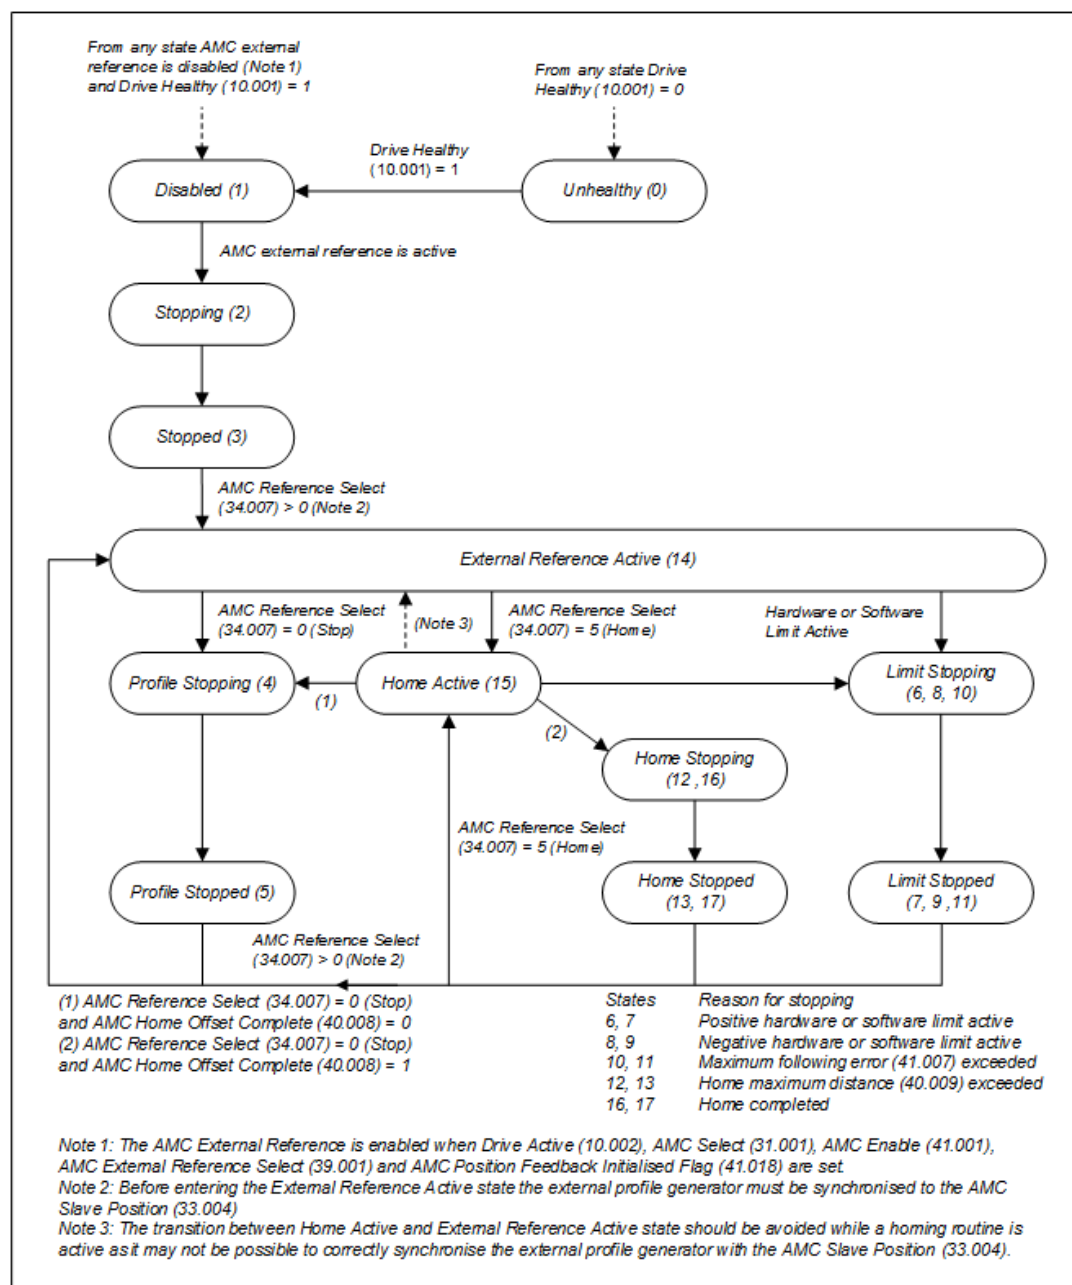 From any state AMC external
reference is disabled (Note 1)
and Drive Healthy (10.001) = 1
From any state Drive
Healthy (10.001) = 0
Drive Healthy
(10.001) = 1
Disabled (1)
Unhealthy (0)
AMC external reference is active
Stopping (2)
Stopped (3)
AMC Reference Select
(34.007) > 0 (Note 2)
External Reference Active (14)
AMC Reference Select
(34.007) = 0 (Stop)
(Note 3)
AMC Reference Select
(34.007) = 5 (Home)
Hardware or Software
Limit Active
Profile Stopping (4)
(1)
Home Active (15)
Limit Stopping
(6, 8, 10)
(2)
Home Stopping
(12 ,16)
AMC Reference Select
(34.007) = 5 (Home)
Profile Stopped (5)
Home Stopped
(13, 17)
Limit Stopped
(7, 9 ,11)
AMC Reference Select
(34.007) > 0 (Note 2)
(1) AMC Reference Select (34.007) = 0 (Stop)
and AMC Home Offset Complete (40.008) = 0
(2) AMC Reference Select (34.007) = 0 (Stop)
and AMC Home Offset Complete (40.008) = 1
States Reason for stopping
6, 7 Positive hardware or software limit active
8, 9 Negative hardware or software limit active
10, 11 Maximum following error (41.007) exceeded
12, 13 Home maximum distance (40.009) exceeded
16, 17 Home completed
Note 1: The AMC External Reference is enabled when Drive Active (10.002), AMC Select (31.001), AMC Enable (41.001),
AMC External Reference Select (39.001) and AMC Position Feedback Initialised Flag (41.018) are set.
Note 2: Before entering the External Reference Active state the external profile generator must be synchronised to the AMC
Slave Position (33.004)
Note 3: The transition between Home Active and External Reference Active state should be avoided while a homing routine is
active as it may not be possible to correctly synchronise the external profile generator with the AMC Slave Position (33.004).